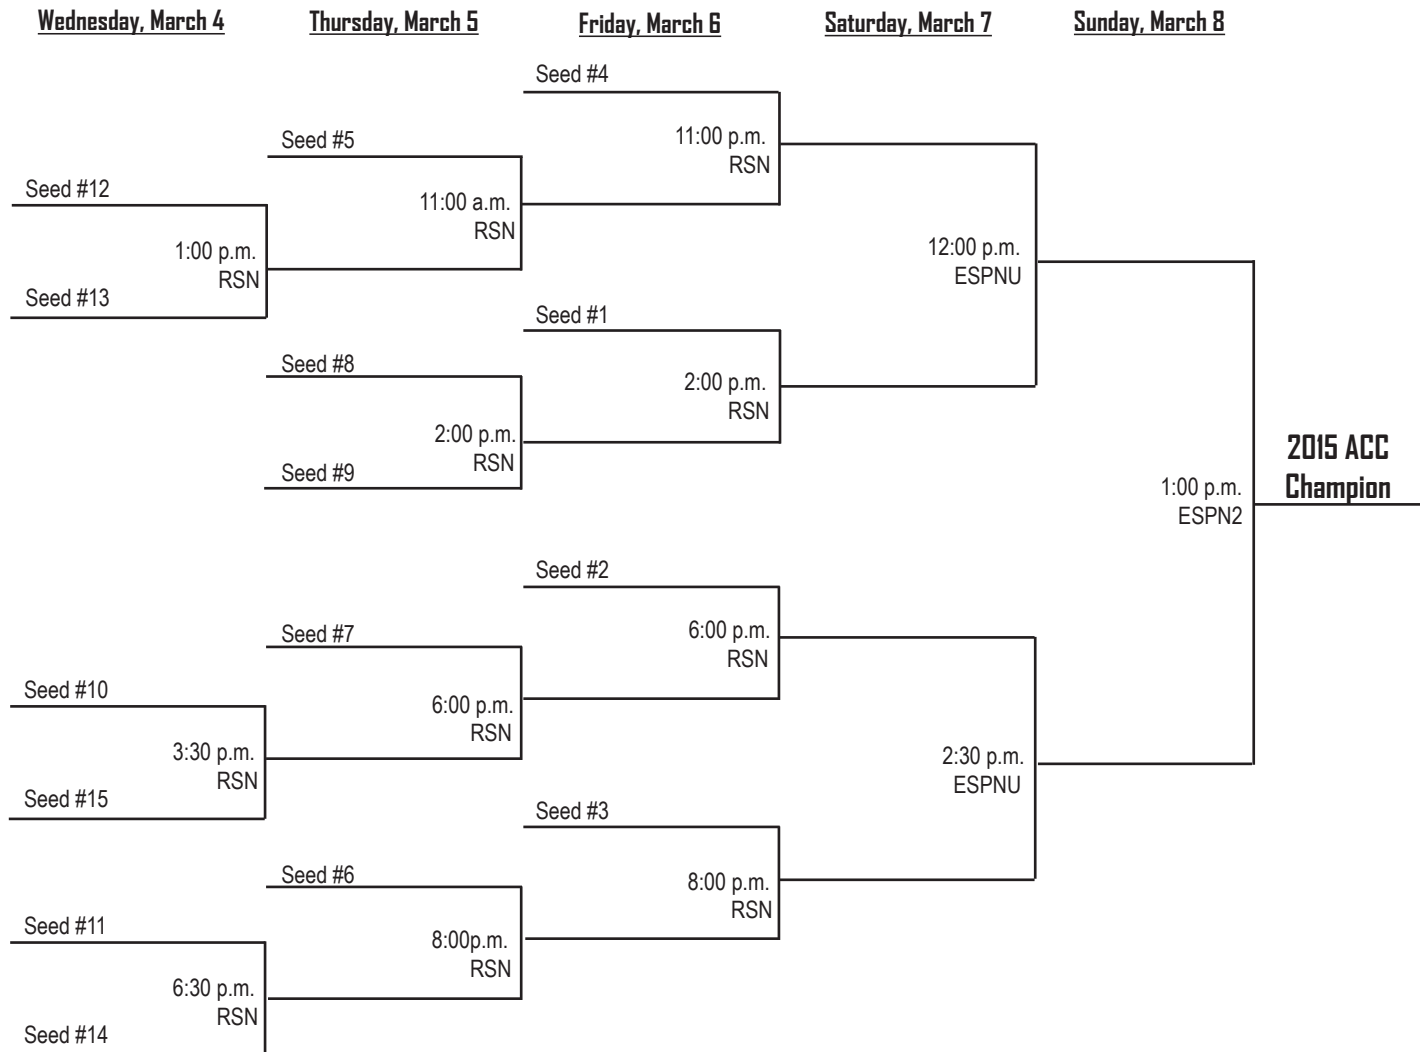 Wednesday, March 4
Thursday, March 5
Friday, March 6
Saturday, March 7
Sunday, March 8
Seed #12
1:00 p.m.
RSN
Seed #13
Seed #10
3:30 p.m.
RSN
Seed #15
Seed #11
6:30 p.m.
RSN
Seed #14
Seed #5
11:00 a.m.
RSN
Seed #8
2:00 p.m.
RSN
Seed #9
Seed #7
6:00 p.m.
RSN
Seed #6
8:00p.m.
RSN
Seed #4
11:00 p.m.
RSN
Seed #1
2:00 p.m.
RSN
Seed #2
6:00 p.m.
RSN
Seed #3
8:00 p.m.
RSN
12:00 p.m.
ESPNU
2:30 p.m.
ESPNU
1:00 p.m.
ESPN2
2015 ACC
Champion